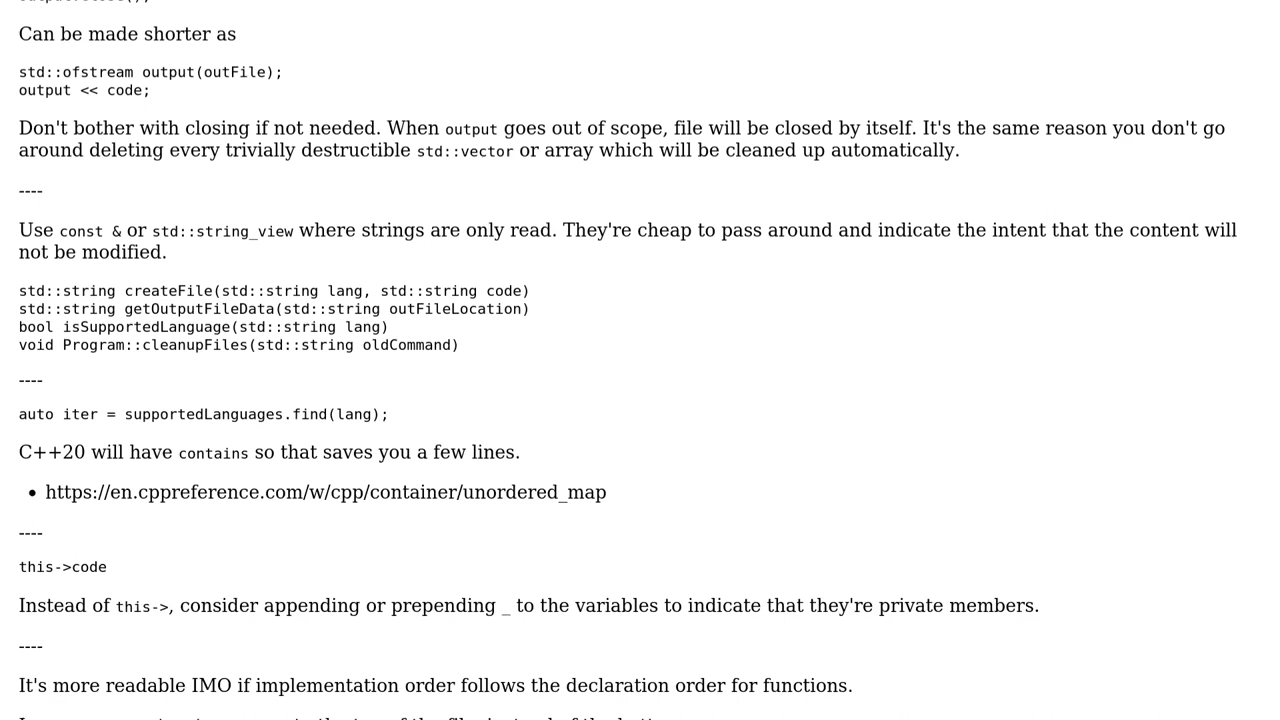 Can be made shorter as
std::ofstream output(outFile);
output << code;
Don't bother with closing if not needed. When output goes out of scope, file will be closed by itself. It's the same reason you don't go
around deleting every trivially destructible std::vector or array which will be cleaned up automatically.
----
Use const & or std::string_view where strings are only read. They're cheap to pass around and indicate the intent that the content will
not be modified.
std::string createFile(std::string lang, std::string code)
std::string getOutputFileData(std::string outFileLocation)
bool isSupportedLanguage(std::string lang)
void Program::cleanupFiles(std::string oldCommand)
----
auto iter = supportedLanguages.find(lang);
C++20 will have contains so that saves you a few lines.
• https://en.cppreference.com/w/cpp/container/unordered_map
----
this->code
Instead of this->, consider appending or prepending _ to the variables to indicate that they're private members.
----
It's more readable IMO if implementation order follows the declaration order for functions.